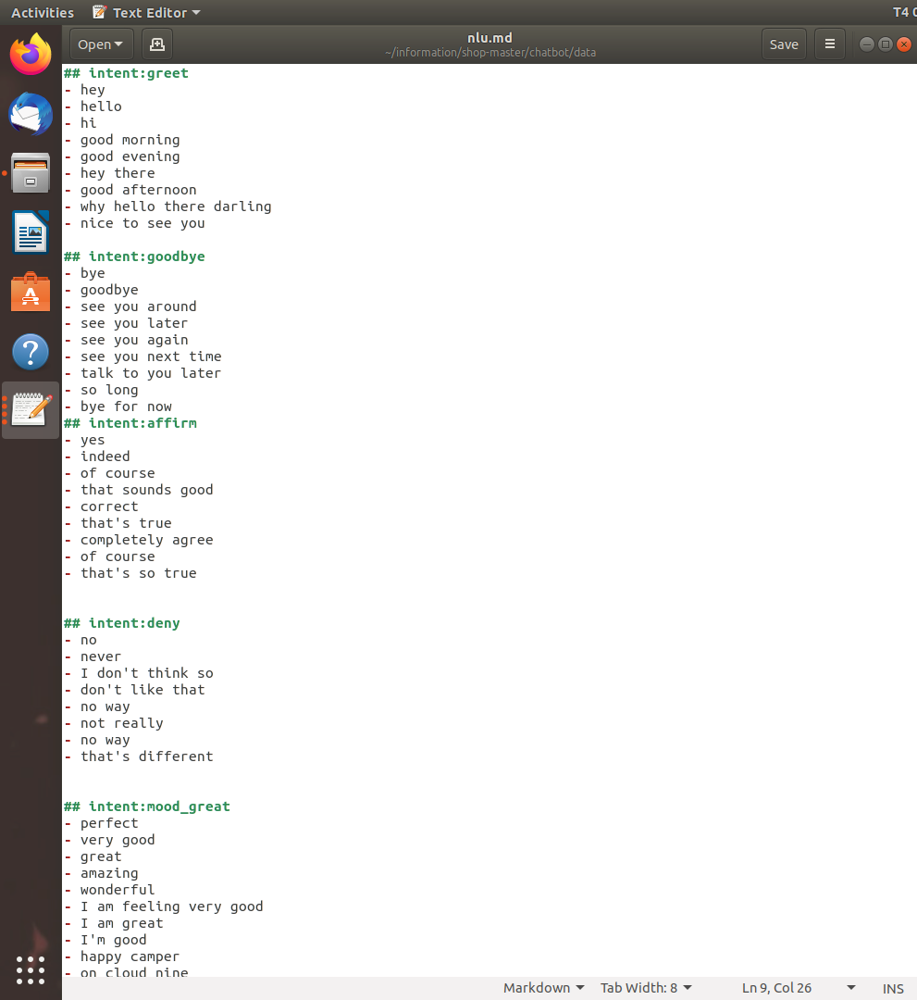 Activities Text Editor T4 0
Open nlu.md Save
~/information/shop-master/chatbot/data
## intent:greet
- hey
- hello
- hi
- good morning
- good evening
- hey there
- good afternoon
- why hello there darling
- nice to see you
## intent:goodbye
- bye
- goodbye
- see you around
- see you later
- see you again
- see you next time
- talk to you later
- so long
- bye for now
## intent:affirm
- yes
- indeed
- of course
- that sounds good
- correct
- that's true
- completely agree
- of course
- that's so true
## intent:deny
- no
- never
- I don't think so
- don't like that
- no way
- not really
- no way
- that's different
## intent:mood_great
- perfect
- very good
- great
- amazing
- wonderful
- I am feeling very good
- I am great
- I'm good
- happy camper
- on cloud nine
Markdown Tab Width: 8 Ln 9, Col 26 INS